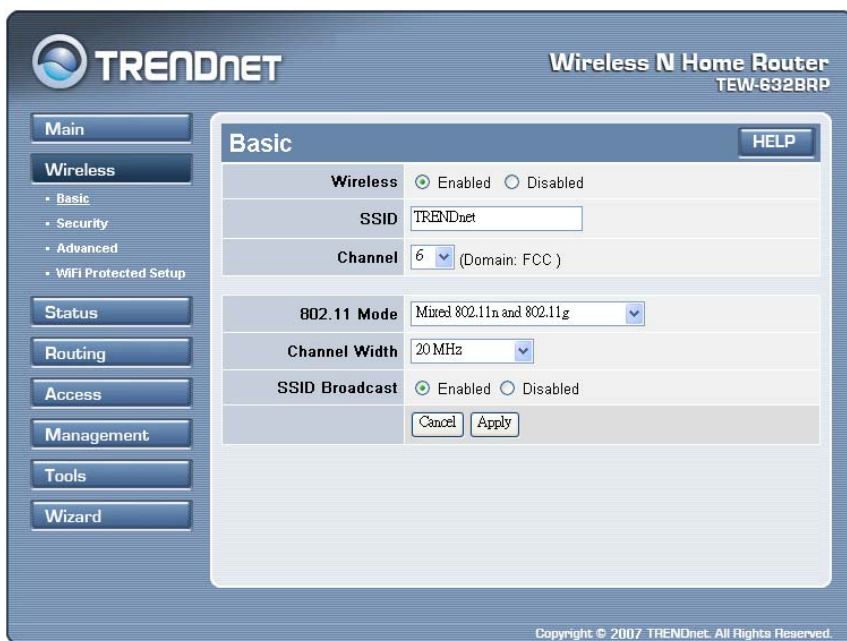 TRENDnet
Wireless N Home Router
TEW-632BRP
Main
Wireless
Basic
Security
Advanced
WiFi Protected Setup
Status
Routing
Access
Management
Tools
Wizard
Basic
HELP
Wireless Enabled Disabled
SSID TRENDnet
Channel 6 (Domain: FCC )
802.11 Mode Mixed 802.11n and 802.11g
Channel Width 20 MHz
SSID Broadcast Enabled Disabled
Cancel Apply
Copyright © 2007 TRENDnet. All Rights Reserved.